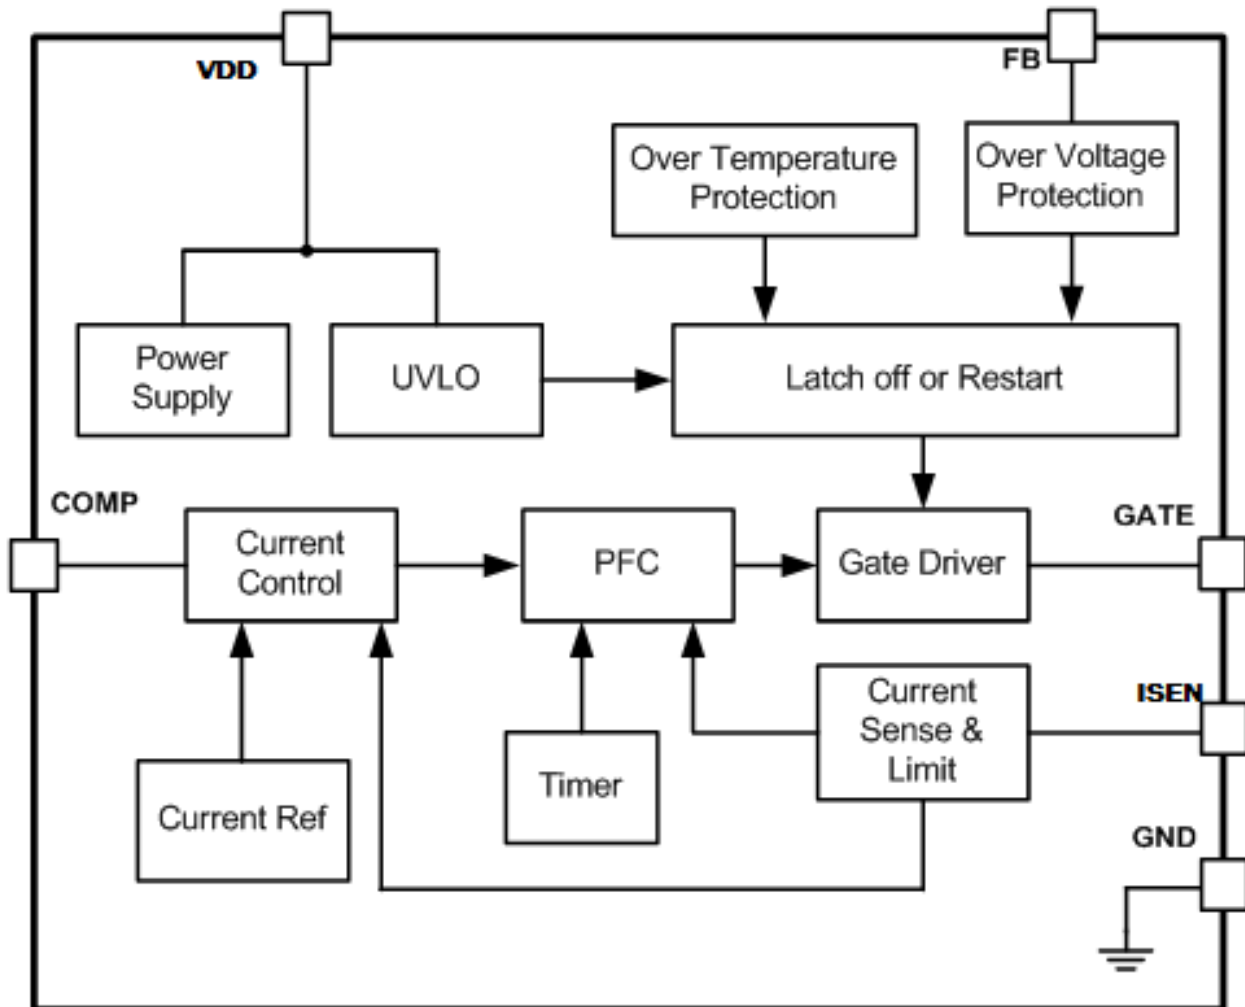 VDD
FB
Over Temperature
Protection
Over Voltage
Protection
Power
Supply
UVLO
Latch off or Restart
COMP
Current
Control
PFC
Gate Driver
GATE
Current
Sense &
Limit
ISEN
Current Ref
Timer
GND